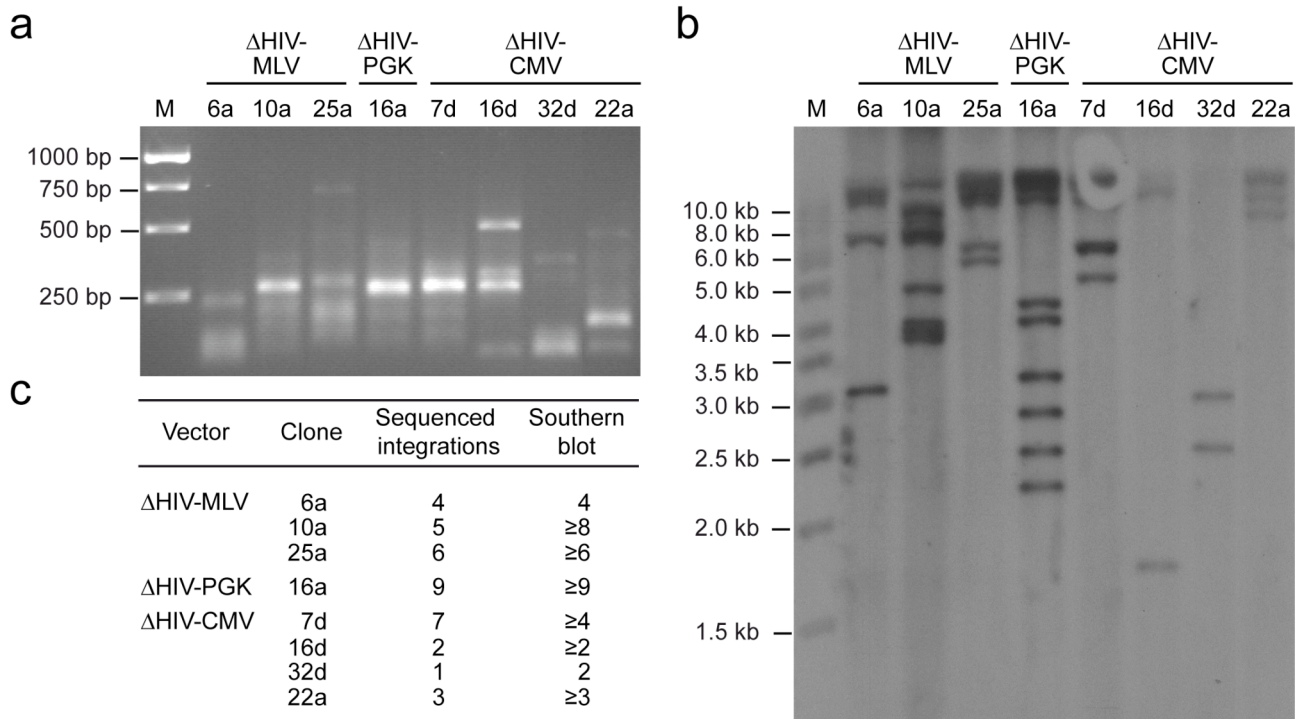 a
ΔHIV-MLV ΔHIV-PGK ΔHIV-CMV
M 6a 10a 25a 16a 7d 16d 32d 22a
1000 bp
750 bp
500 bp
250 bp
b
ΔHIV-MLV ΔHIV-PGK ΔHIV-CMV
M 6a 10a 25a 16a 7d 16d 32d 22a
10.0 kb
8.0 kb
6.0 kb
5.0 kb
4.0 kb
3.5 kb
3.0 kb
2.5 kb
2.0 kb
1.5 kb
c
Vector Clone Sequenced integrations Southern blot
ΔHIV-MLV 6a 4 4
10a 5 ≥8
25a 6 ≥6
ΔHIV-PGK 16a 9 ≥9
ΔHIV-CMV 7d 7 ≥4
16d 2 ≥2
32d 1 2
22a 3 ≥3